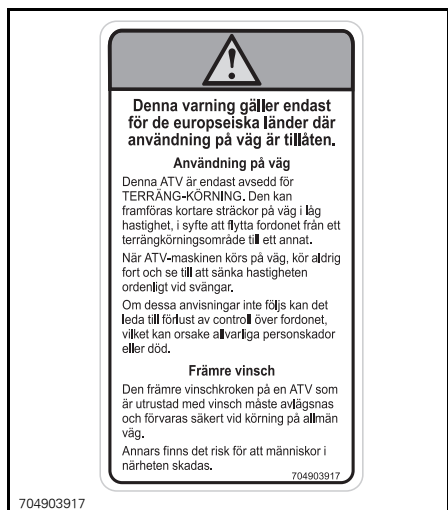 Denna varning gäller endast
för de europseiska länder där
användning på väg är tillåten.
Användning på väg
Denna ATV är endast avsedd för
TERRÄNG-KÖRNING. Den kan
framföras kortare sträckor på väg i låg
hastighet, i syfte att flytta fordonet från ett
terrängkörningsområde till ett annat.
När ATV-maskinen körs på väg, kör aldrig
fort och se till att sänka hastigheten
ordenligt vid svängar.
Om dessa anvisningar inte följs kan det
leda till förlust av controll över fordonet,
vilket kan orsake allvarliga personskador
eller död.
Främre vinsch
Den främre vinschkroken på en ATV som
är utrustad med vinsch måste avlägsnas
och förvaras säkert vid körning på allmän
väg.
Annars finns det risk för att människor i
närheten skadas.
704903917
704903917